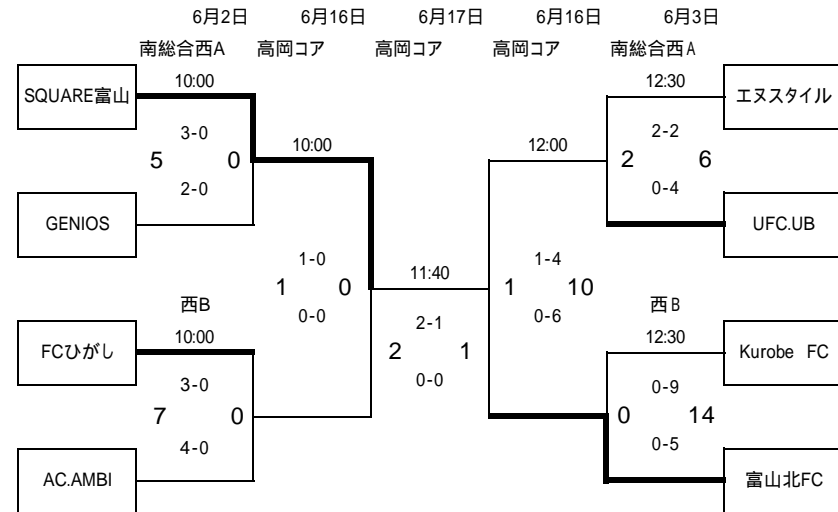 6月2日 6月16日 6月17日 6月16日 6月3日
南総合西A 高岡コア 高岡コア 高岡コア 南総合西A
10:00 12:30
SQUARE富山 エヌスタイル
3-0 10:00 12:00 2-2
5 0 2 6
2-0 0-4
GENIOS UFC.UB
1-0 11:40 1-4
1 0 1 10
西B 0-0 2-1 0-6 西B
10:00 2 1 12:30
FCひがし Kurobe FC
3-0 0-0 0-9
7 0 0 14
4-0 0-5
AC.AMBI 富山北FC